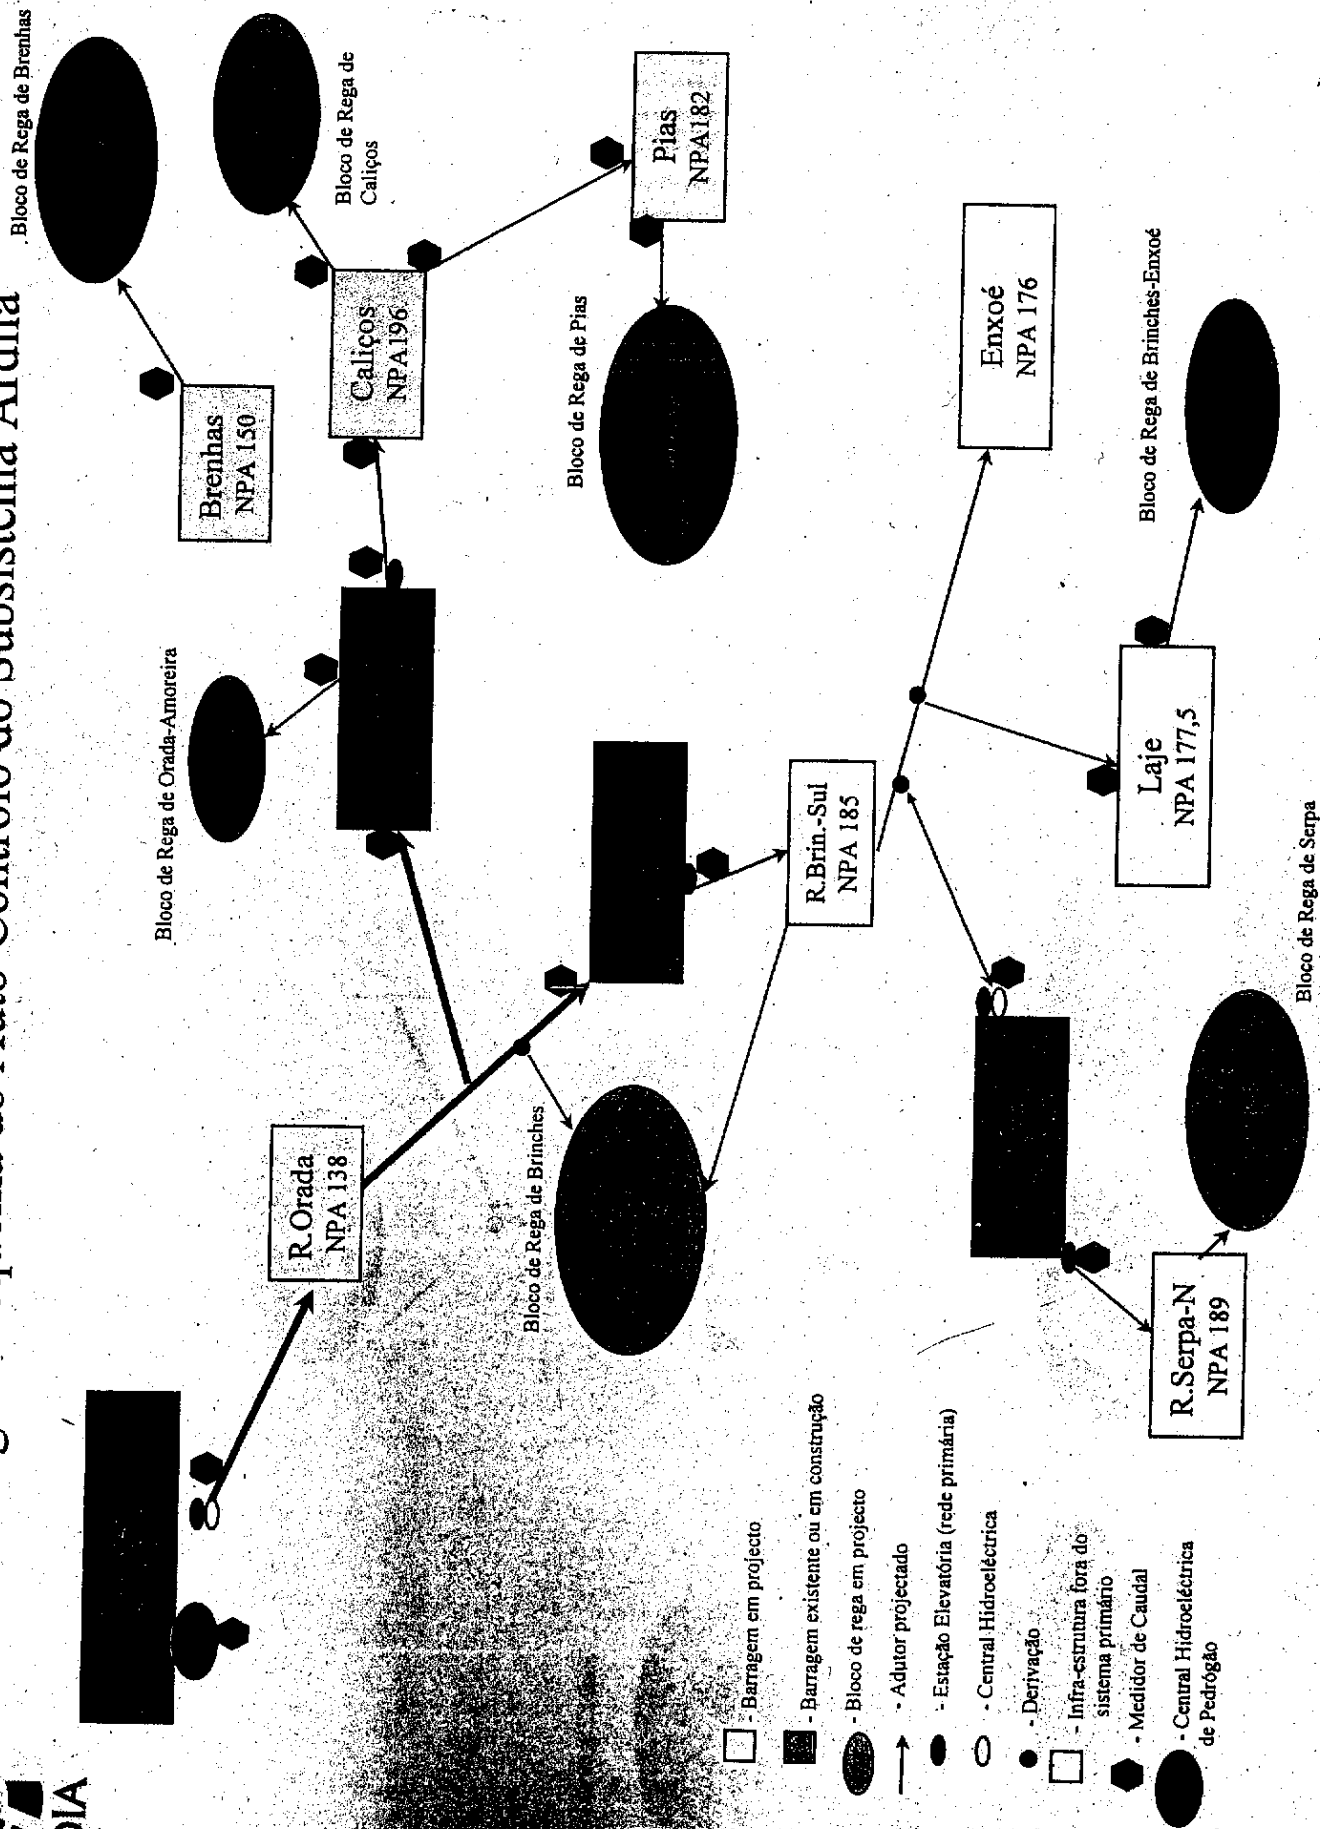 do Subsistema Ardila
DIA
Bloco de Rega de Brenhas
Brenhas
NPA 150
Bloco de Rega de
Caliços
Caliços
NPA196
Pias
NPA182
Bloco de Rega de Orada-Amoreira
Bloco de Rega de Pias
R.Orada
NPA 138
Bloco de Rega de Brinches
R.Brin.-Sul
NPA 185
Enxoé
NPA 176
Bloco de Rega de Brinches-Enxoé
Laje
NPA 177,5
R.Serpa-N
NPA 189
Bloco de Rega de Serpa
- Barragem em projecto
- Barragem existente ou em construção
- Bloco de rega em projecto
- Adutor projectado
- Estação Elevatória (rede primária)
- Central Hidroeléctrica
- Derivação
- Infra-estrutura fora do
sistema primário
- Medidor de Caudal
- Central Hidroeléctrica
de Pedrógão